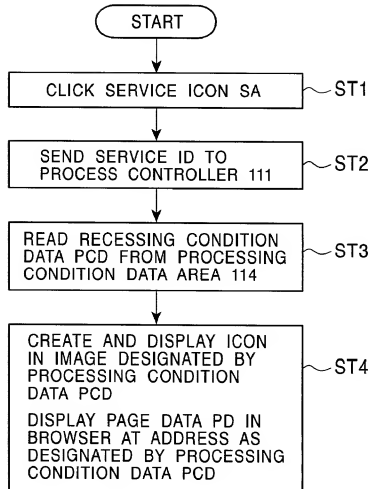 START
CLICK SERVICE ICON SA
ST1
SEND SERVICE ID TO
PROCESS CONTROLLER 111
ST2
READ RECESSING CONDITION
DATA PCD FROM PROCESSING
CONDITION DATA AREA 114
ST3
CREATE AND DISPLAY ICON
IN IMAGE DESIGNATED BY
PROCESSING CONDITION
DATA PCD
DISPLAY PAGE DATA PD IN
BROWSER AT ADDRESS AS
DESIGNATED BY PROCESSING
CONDITION DATA PCD
ST4